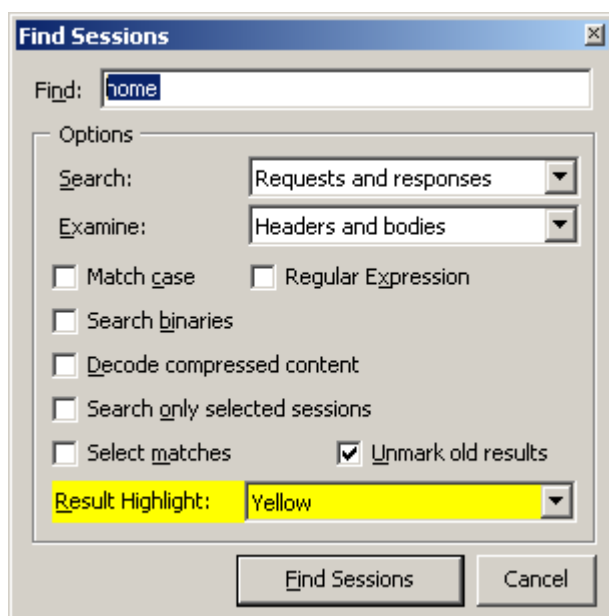 Find Sessions
Find: home
Options
Search: Requests and responses
Examine: Headers and bodies
Match case Regular Expression
Search binaries
Decode compressed content
Search only selected sessions
Select matches Unmark old results
Result Highlight: Yellow
Find Sessions Cancel